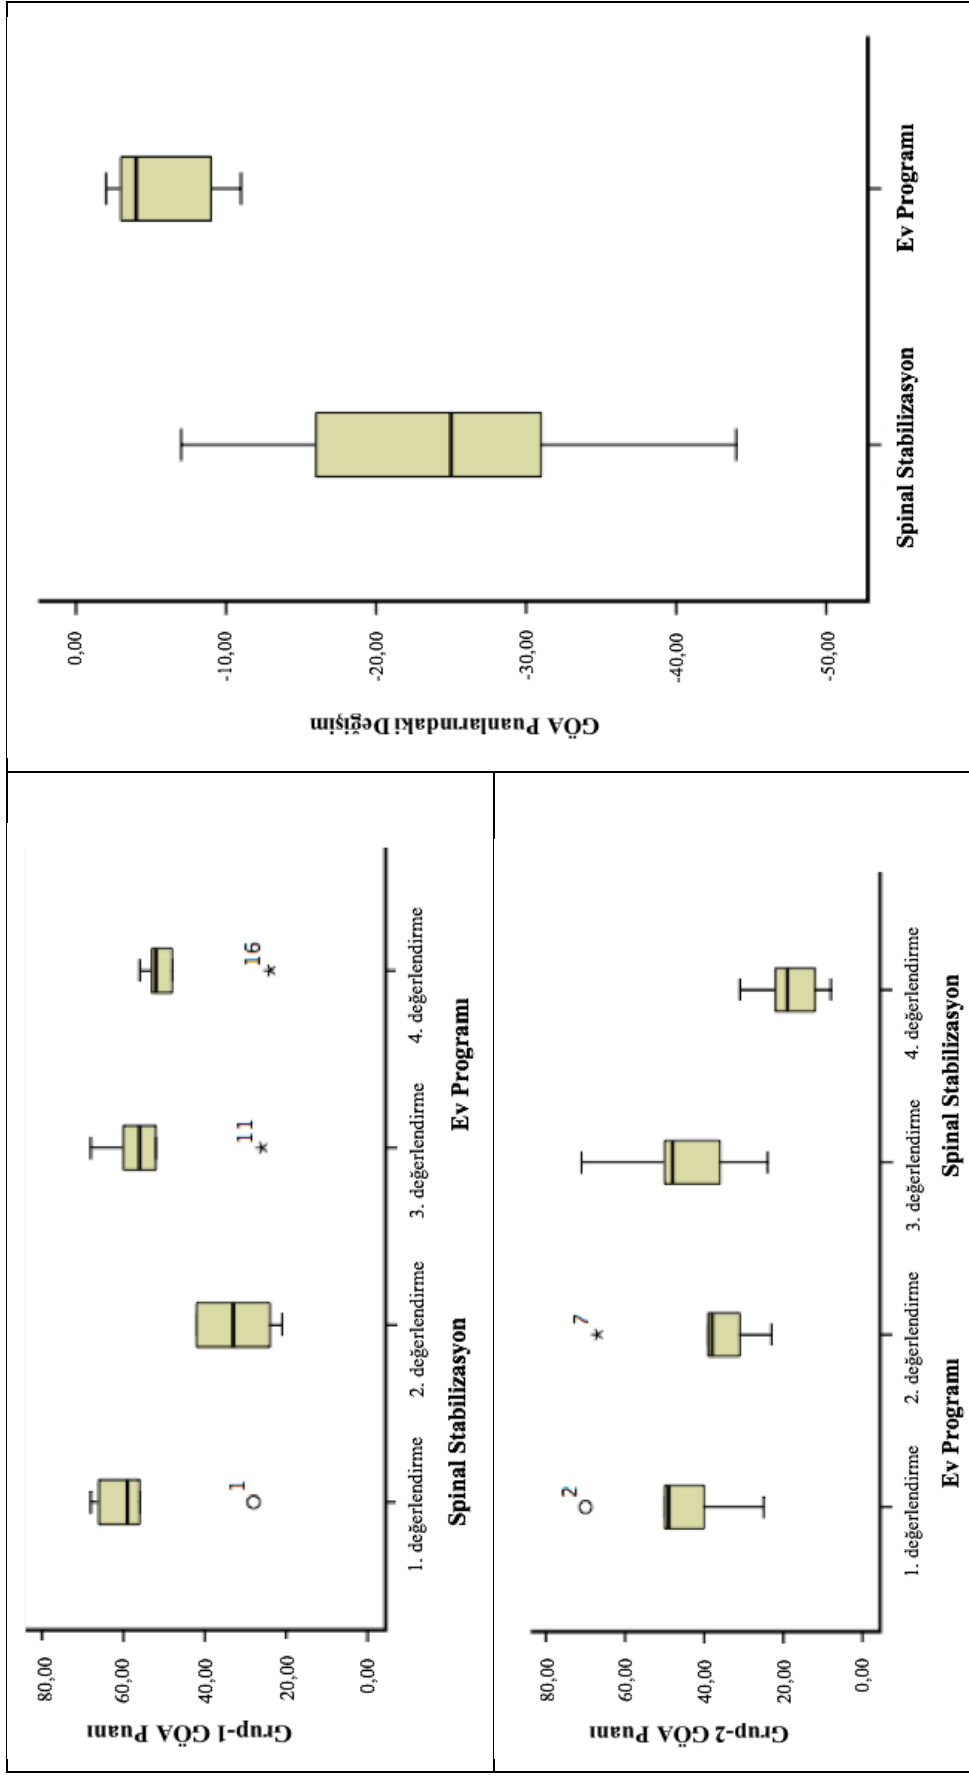 Grup-1 GÖA Puanı
80,00
60,00
40,00
20,00
0,00
1
11
16
1. değerlendirme
2. değerlendirme
3. değerlendirme
4. değerlendirme
Spinal Stabilizasyon
Ev Programı
Grup-2 GÖA Puanı
80,00
60,00
40,00
20,00
0,00
2
7
1. değerlendirme
2. değerlendirme
3. değerlendirme
4. değerlendirme
Ev Programı
Spinal Stabilizasyon
GÖA Puanlarındaki Değişim
0,00
-10,00
-20,00
-30,00
-40,00
-50,00
Spinal Stabilizasyon
Ev Programı